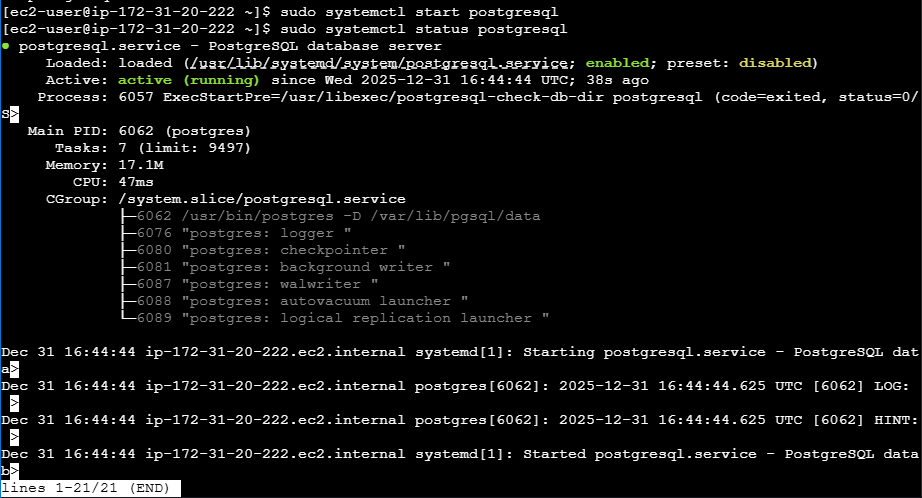 [ec2-user@ip-172-31-20-222 ~]$ sudo systemctl start postgresql
[ec2-user@ip-172-31-20-222 ~]$ sudo systemctl status postgresql
● postgresql.service - PostgreSQL database server
Loaded: loaded (/usr/lib/systemd/system/postgresql.service; enabled; preset: disabled)
Active: active (running) since Wed 2025-12-31 16:44:44 UTC; 38s ago
Process: 6057 ExecStartPre=/usr/libexec/postgresql-check-db-dir postgresql (code=exited, status=0/
S>
Main PID: 6062 (postgres)
Tasks: 7 (limit: 9497)
Memory: 17.1M
CPU: 47ms
CGroup: /system.slice/postgresql.service
├─6062 /usr/bin/postgres -D /var/lib/pgsql/data
├─6076 "postgres: logger "
├─6080 "postgres: checkpointer "
├─6081 "postgres: background writer "
├─6087 "postgres: walwriter "
├─6088 "postgres: autovacuum launcher "
└─6089 "postgres: logical replication launcher "
Dec 31 16:44:44 ip-172-31-20-222.ec2.internal systemd[1]: Starting postgresql.service - PostgreSQL dat
a>
Dec 31 16:44:44 ip-172-31-20-222.ec2.internal postgres[6062]: 2025-12-31 16:44:44.625 UTC [6062] LOG:
>
Dec 31 16:44:44 ip-172-31-20-222.ec2.internal postgres[6062]: 2025-12-31 16:44:44.625 UTC [6062] HINT:
>
Dec 31 16:44:44 ip-172-31-20-222.ec2.internal systemd[1]: Started postgresql.service - PostgreSQL data
b>
lines 1-21/21 (END)